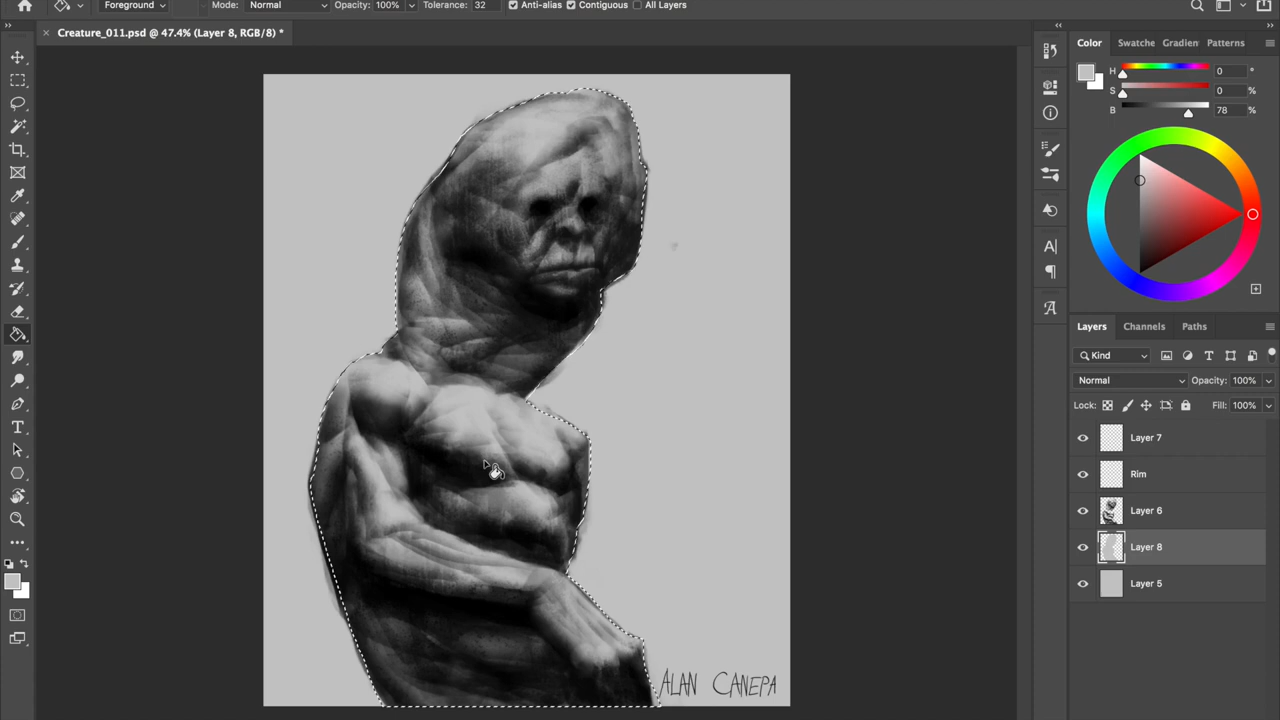 Foreground Mode: Normal Opacity: 100% Tolerance: 32 Anti-alias Contiguous All Layers
× Creature_011.psd @ 47.4% (Layer 8, RGB/8) *
Color Swatche Gradien Patterns
H 0 °
S 0 %
B 78 %
A|
¶
A
T
Layers Channels Paths
Kind
Normal Opacity: 100%
Lock: Fill: 100%
Layer 7
Rim
Layer 6
Layer 8
Layer 5
ALAN CANEPA